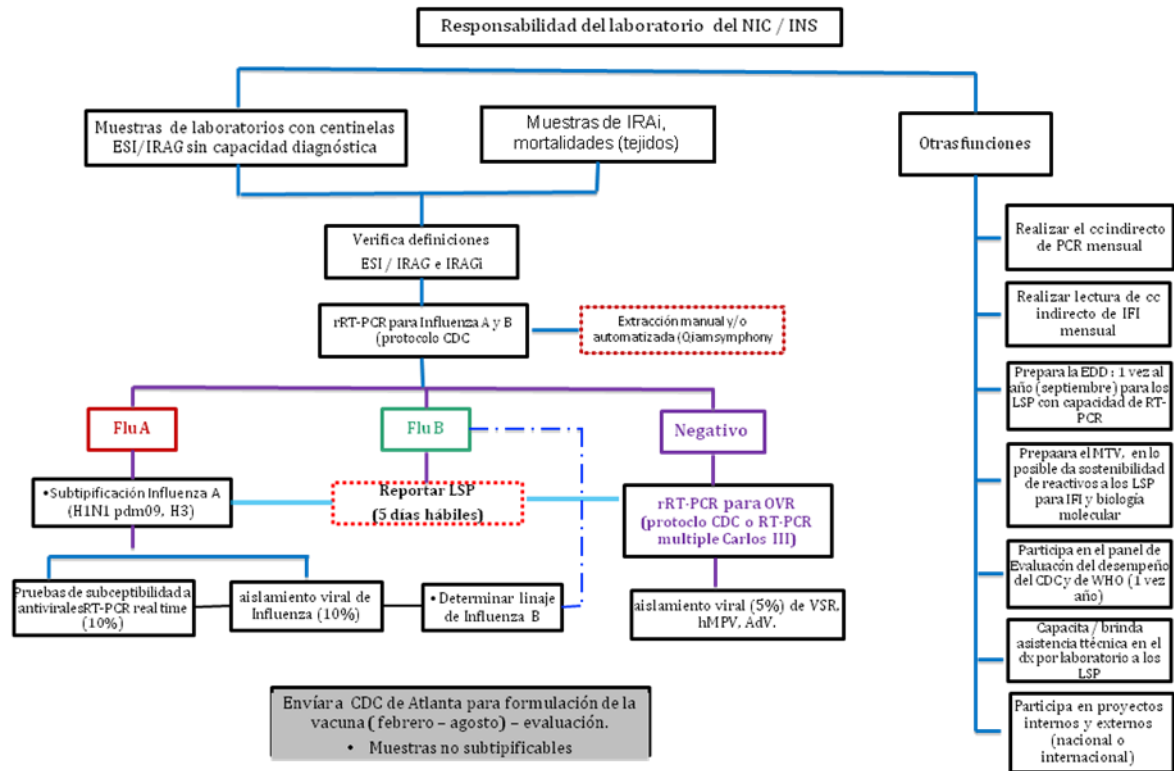 Responsabilidad del laboratorio del NIC / INS
Muestras de laboratorios con centinelas
ESI/IRAG sin capacidad diagnóstica
Muestras de IRAi,
mortalidades (tejidos)
Otras funciones
Verifica definiciones
ESI / IRAG e IRAGi
rRT-PCR para Influenza A y B
(protocolo CDC
Extracción manual y/o
automatizada (Qiamsymphony
Flu A
Flu B
Negativo
•Subtipificación Influenza A
(H1N1 pdm09, H3)
Reportar LSP
(5 días hábiles)
rRT-PCR para OVR
(protoclo CDC o RT-PCR
multiple Carlos III)
Pruebas de subceptibilidad a
antiviralesRT-PCR real time
(10%)
aislamiento viral de
Influenza (10%)
•Determinar linaje
de Influenza B
aislamiento viral (5%) de VSR,
hMPV, AdV.
Envíar a CDC de Atlanta para formulación de la
vacuna ( febrero – agosto) – evaluación.
• Muestras no subtipificables
Realizar el cc indirecto
de PCR mensual
Realizar lectura de cc
indirecto de IFI
mensual
Prepara la EDD : 1 vez al
año (septiembre) para los
LSP con capacidad de RT-
PCR
Prepaara el MTV, en lo
posible da sostenibilidad
de reactivos a los LSP
para IFI y biología
molecular
Participa en el panel de
Evaluacón del desempeño
del CDC y de WHO (1 vez
año)
Capacita / brinda
asistencia ttécnica en el
dx por laboratorio a los
LSP
Participa en proyectos
internos y externos
(nacional o
internacional)